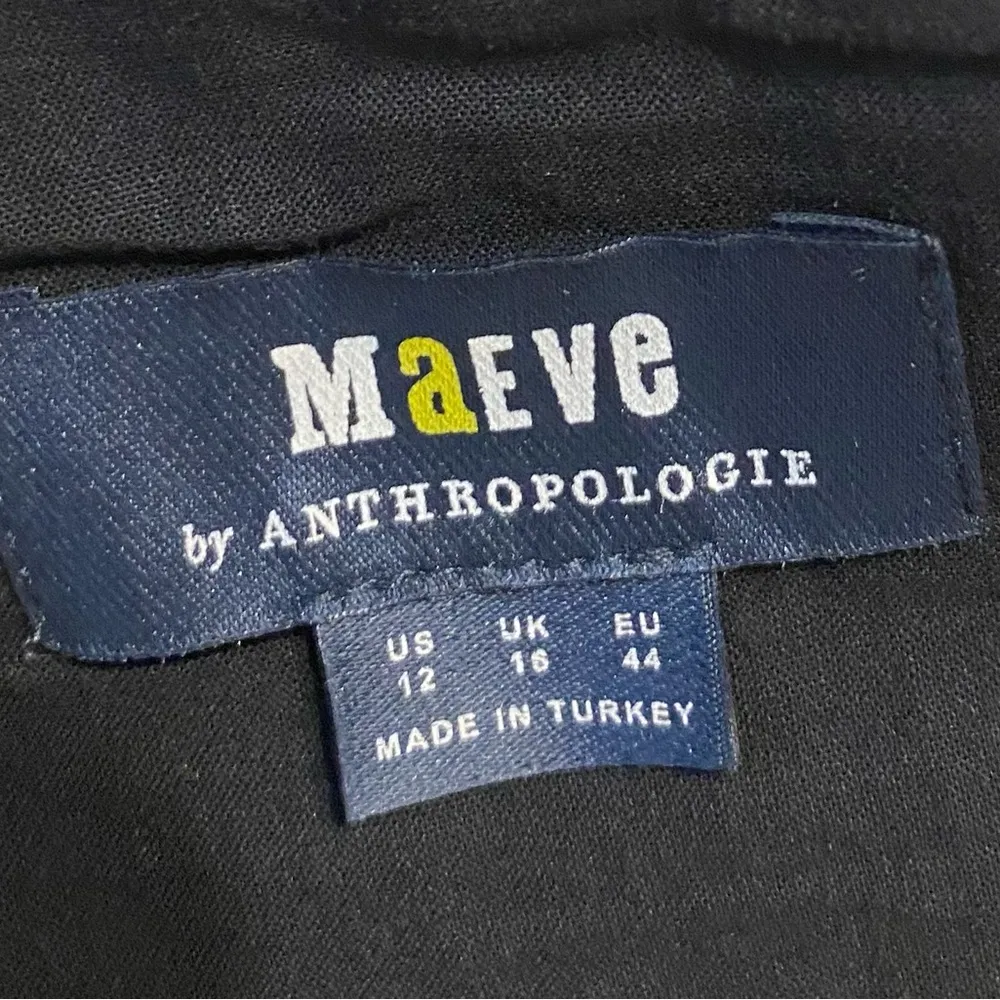 MaEVe
by ANTHROPOLOGIE
US UK EU
12 16 44
MADE IN TURKEY